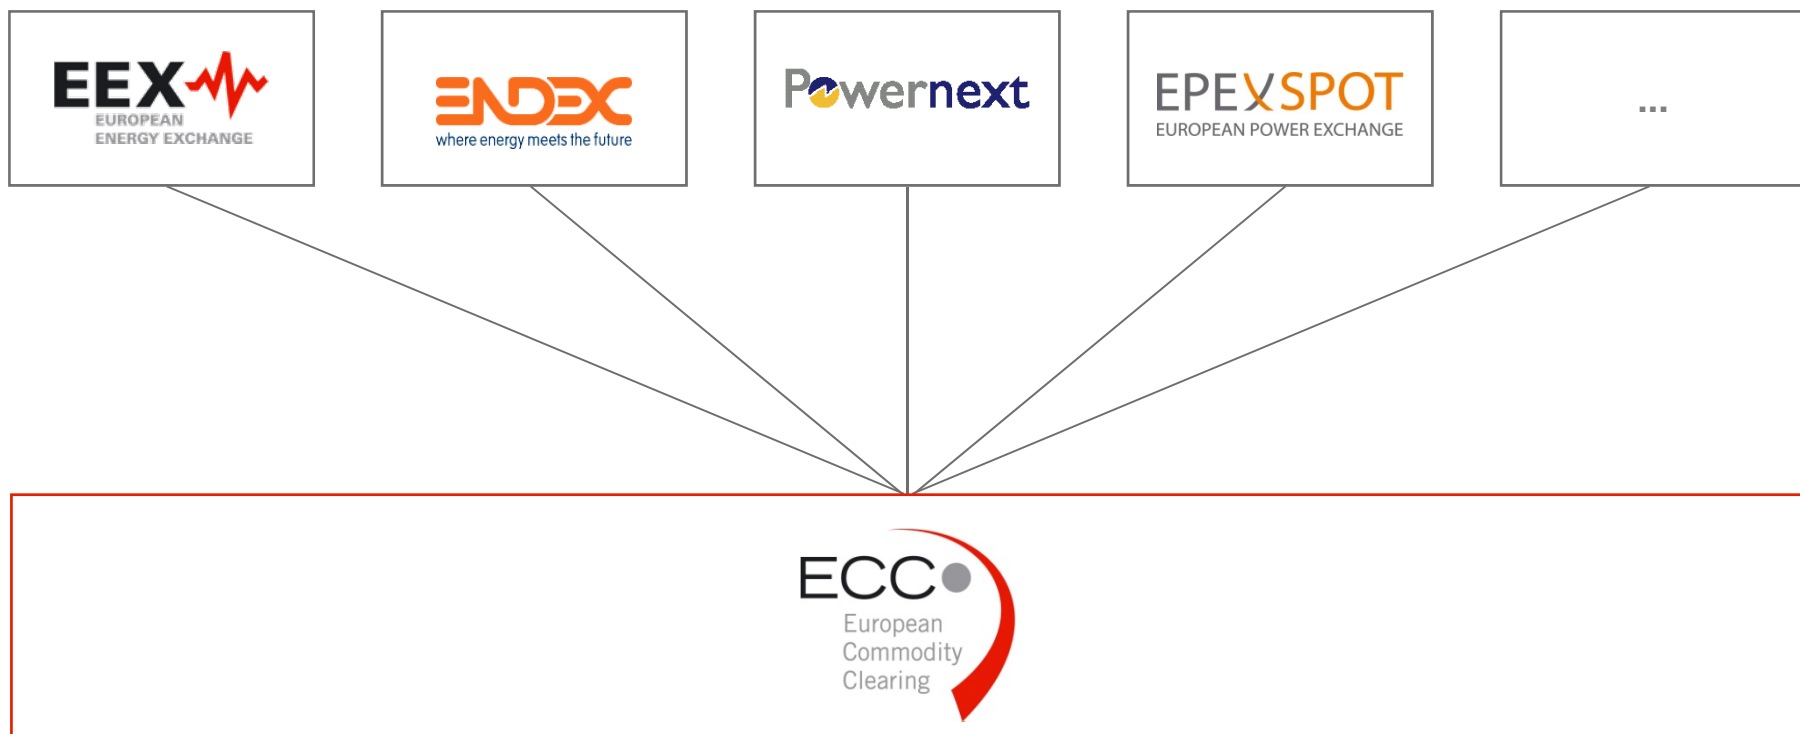 EEX
EUROPEAN
ENERGY EXCHANGE
ENDEX
where energy meets the future
Powernext
EPEXSPOT
EUROPEAN POWER EXCHANGE
...
ECC
European
Commodity
Clearing